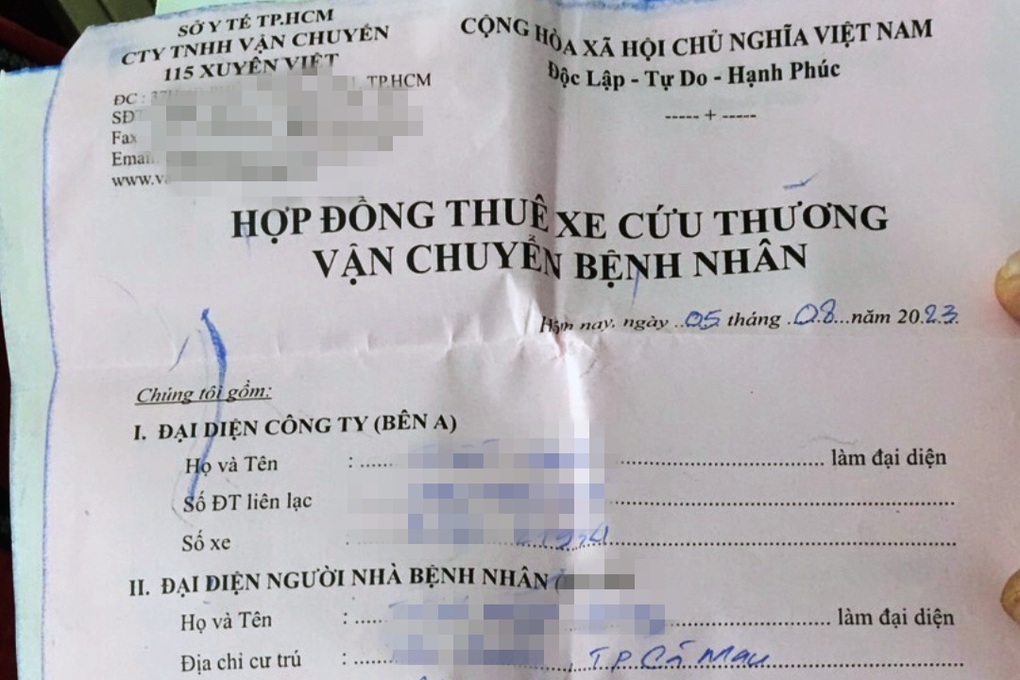 SỞ Y TẾ TP.HCM
CTY TNHH VẬN CHUYỂN
115 XUYÊN VIỆT
ĐC : TP.HCM
SĐT
Fax
Email
www.v
CỘNG HÒA XÃ HỘI CHỦ NGHĨA VIỆT NAM
Độc Lập - Tự Do - Hạnh Phúc
----- + -----
HỢP ĐỒNG THUÊ XE CỨU THƯƠNG
VẬN CHUYỂN BỆNH NHÂN
Hôm nay, ngày ..05 tháng .08...năm 20.23.
Chúng tôi gồm:
I. ĐẠI DIỆN CÔNG TY (BÊN A)
Họ và Tên : ...... làm đại diện
Số ĐT liên lạc :
Số xe :
II. ĐẠI DIỆN NGƯỜI NHÀ BỆNH NHÂN (
Họ và Tên : ...... làm đại diện
Địa chỉ cư trú : ...... , TP Cà Mau